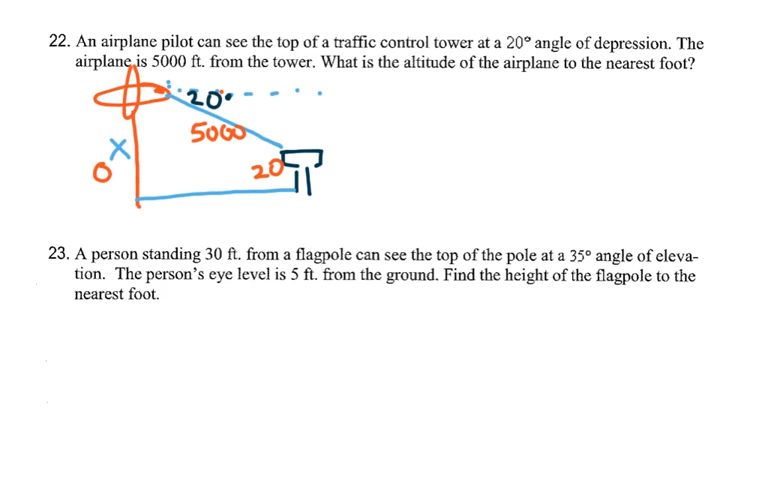 22. An airplane pilot can see the top of a traffic control tower at a 20° angle of depression. The
airplane is 5000 ft. from the tower. What is the altitude of the airplane to the nearest foot?
20°
5000
x
O
20
23. A person standing 30 ft. from a flagpole can see the top of the pole at a 35° angle of eleva-
tion. The person's eye level is 5 ft. from the ground. Find the height of the flagpole to the
nearest foot.